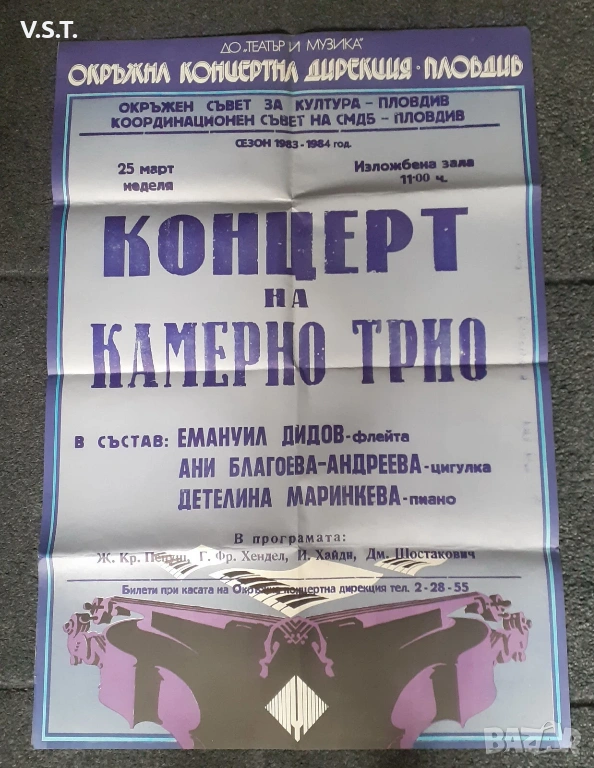 V.S.T.
ДО „ТЕАТЪР И МУЗИКА"
ОКРЪЖНА КОНЦЕРТНА ДИРЕКЦИЯ · ПЛОВДИВ
ОКРЪЖЕН СЪВЕТ ЗА КУЛТУРА – ПЛОВДИВ
КООРДИНАЦИОНЕН СЪВЕТ НА СМДБ – ПЛОВДИВ
СЕЗОН 1983 - 1984 год.
25 март
неделя
Изложбена зала
11·00 ч.
КОНЦЕРТ
НА
КАМЕРНО ТРИО
В СЪСТАВ: ЕМАНУИЛ ДИДОВ - флейта
АНИ БЛАГОЕВА-АНДРЕЕВА - цигулка
ДЕТЕЛИНА МАРИНКЕВА - пиано
В програмата:
Ж. Кр. Пепуш, Г. Фр. Хендел, Й. Хайдн, Дм. Шостакович
Билети при касата на Окръжна концертна дирекция тел. 2-28-55
BAZAR